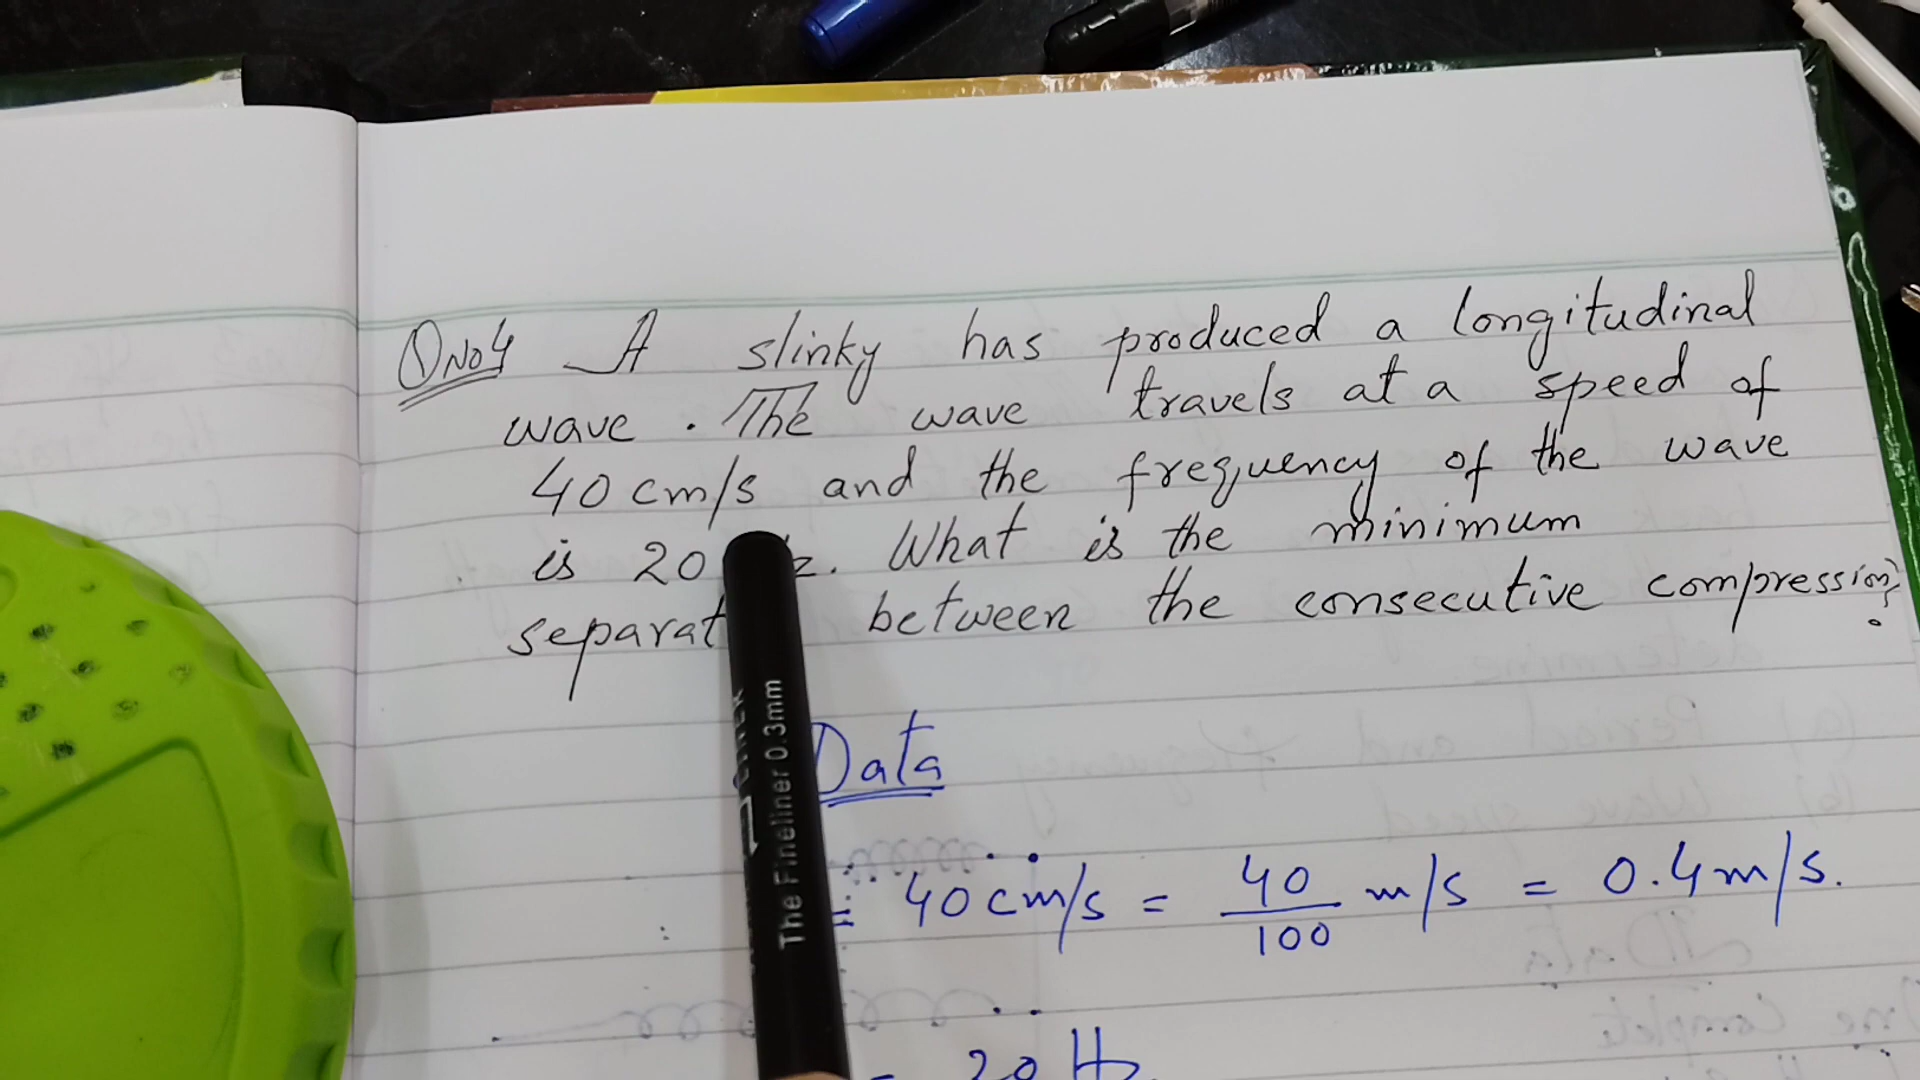 Q No 4 A slinky has produced a longitudinal
wave. The wave travels at a speed of
40 cm/s and the frequency of the wave
is 20 z. What is the minimum
separat between the consecutive compression?
Data
= 40 cm/s = 40/100 m/s = 0.4 m/s.
= 20 Hz
The Fineliner 0.3mm